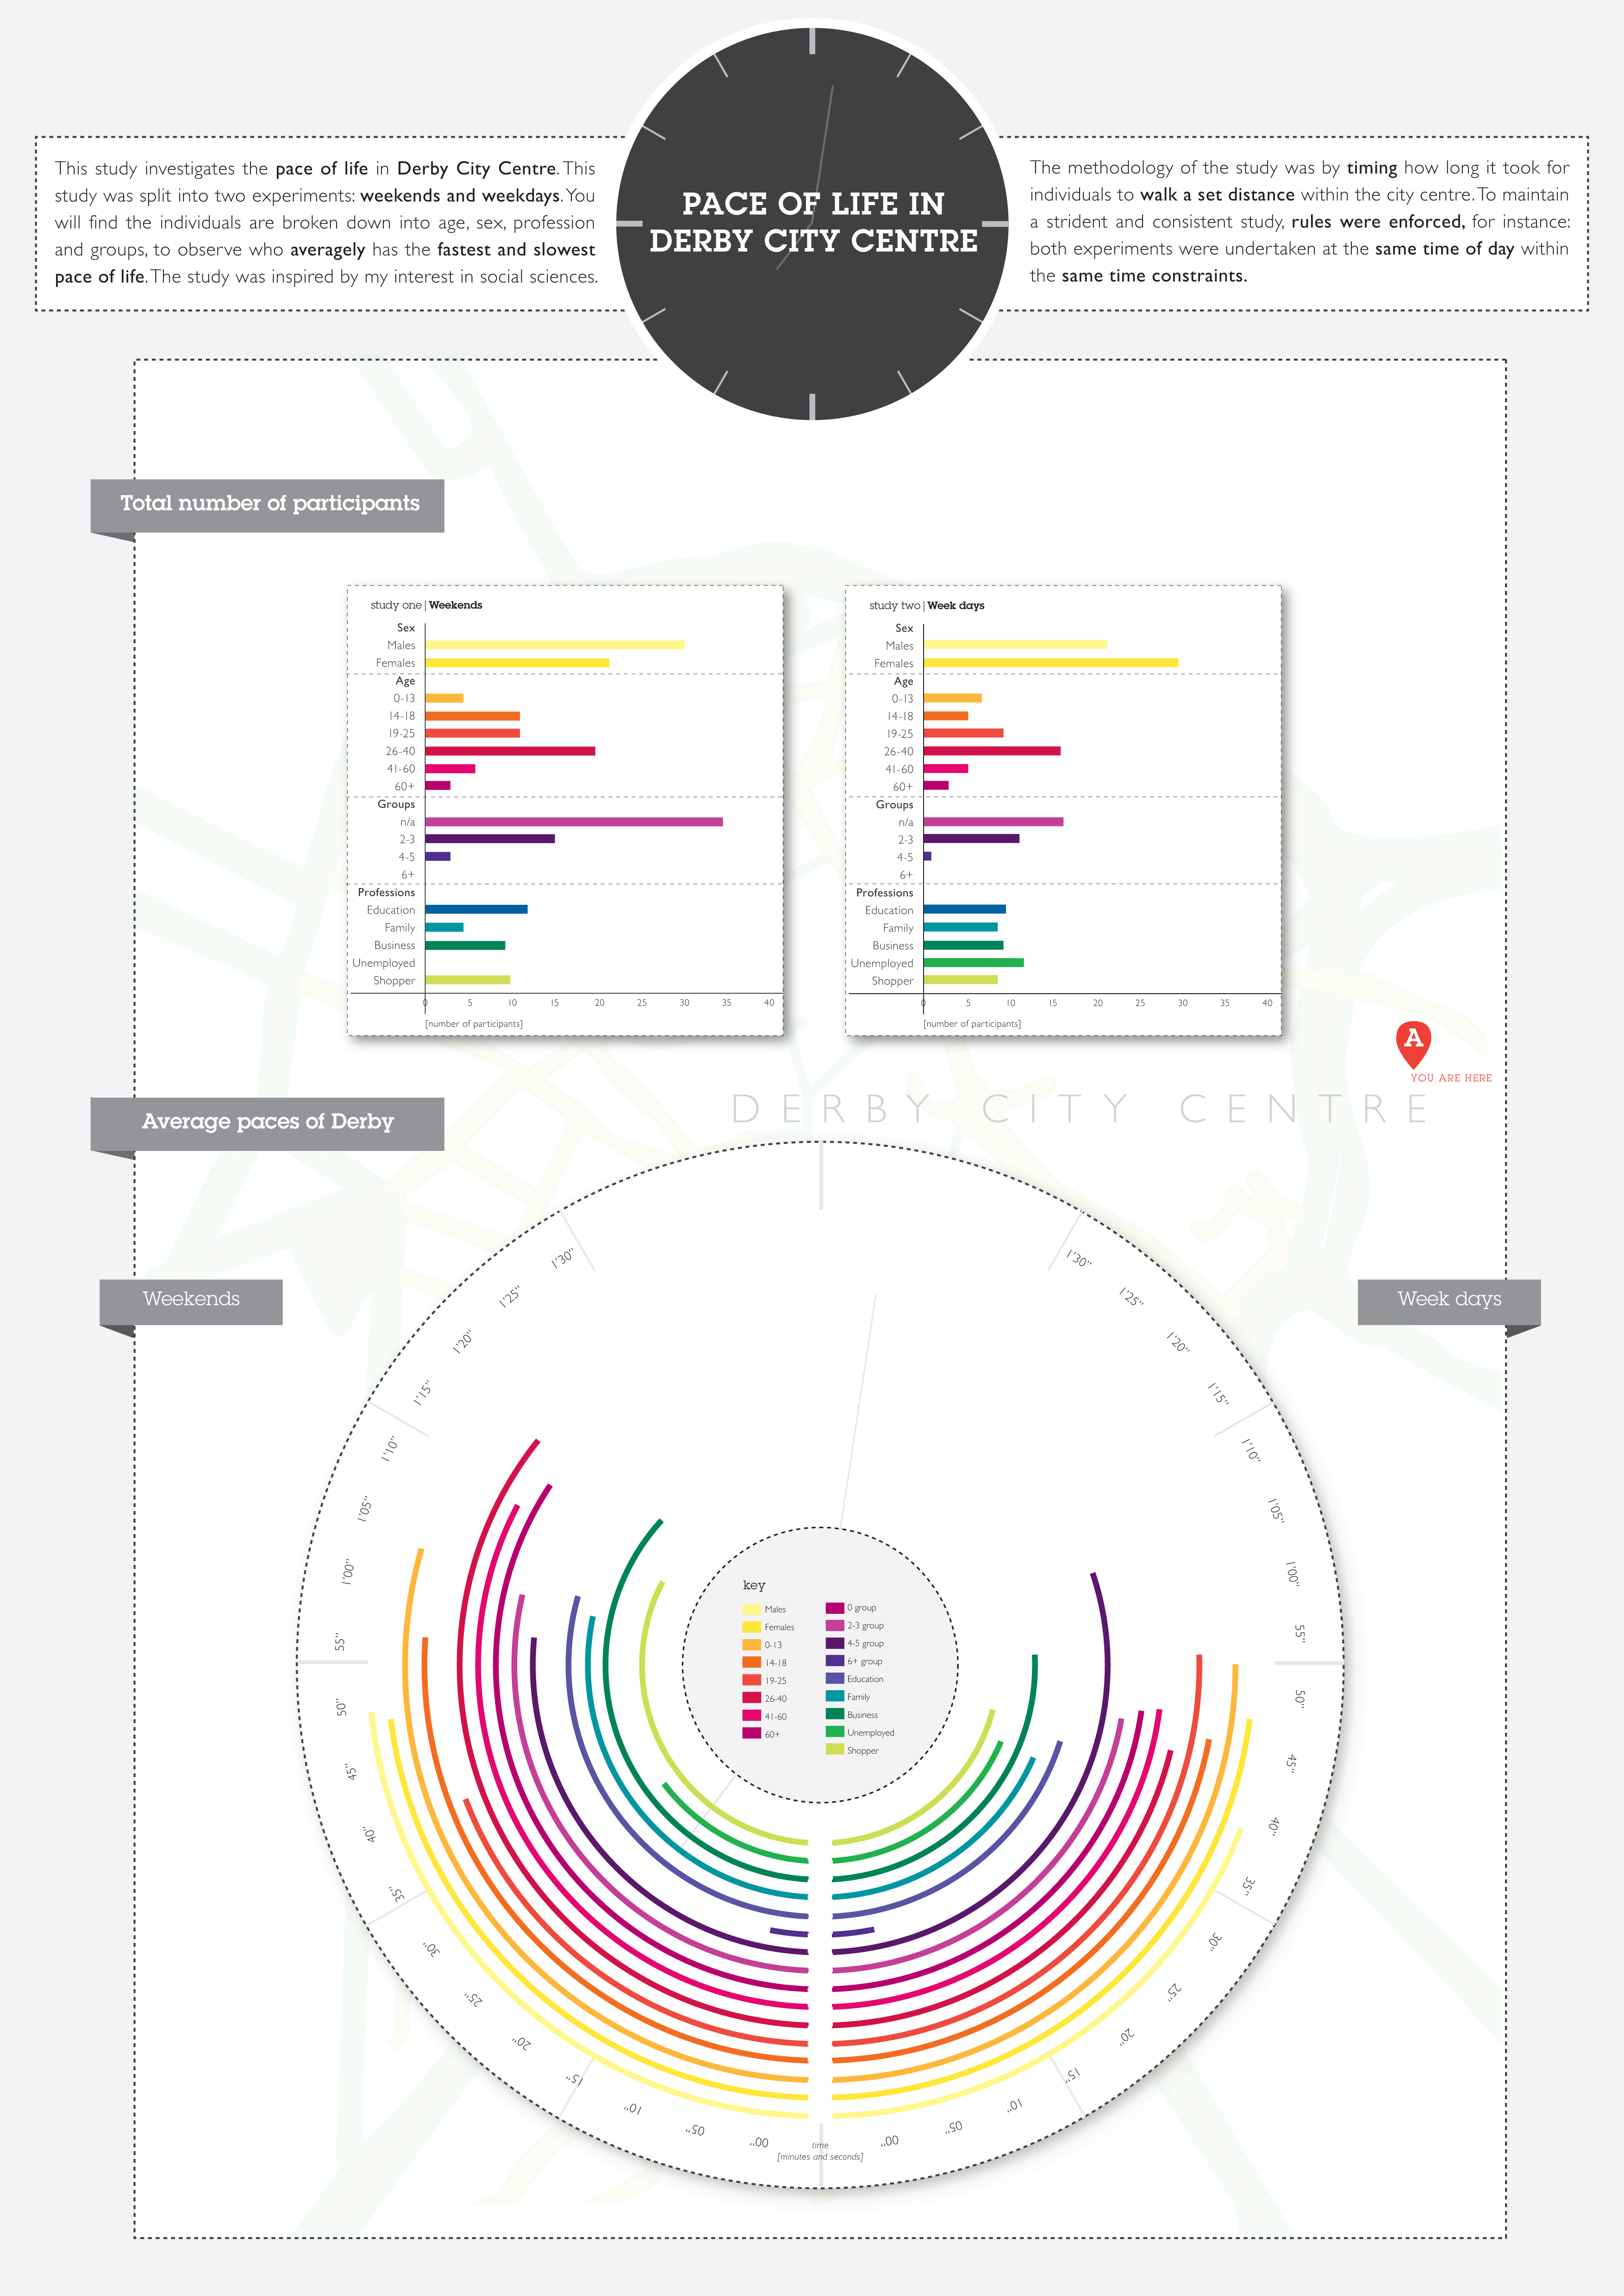 PACE OF LIFE IN
DERBY CITY CENTRE
This study investigates the pace of life in Derby City Centre. This
study was split into two experiments: weekends and weekdays. You
will find the individuals are broken down into age, sex, profession
and groups, to observe who averagely has the fastest and slowest
pace of life. The study was inspired by my interest in social sciences.
The methodology of the study was by timing how long it took for
individuals to walk a set distance within the city centre. To maintain
a strident and consistent study, rules were enforced, for instance:
both experiments were undertaken at the same time of day within
the same time constraints.
Total number of participants
study one | Weekends
Sex
Males
Females
Age
0-13
14-18
19-25
26-40
41-60
60+
Groups
n/a
2-3
4-5
6+
Professions
Education
Family
Business
Unemployed
Shopper
0 5 10 15 20 25 30 35 40
[number of participants]
study two | Week days
Sex
Males
Females
Age
0-13
14-18
19-25
26-40
41-60
60+
Groups
n/a
2-3
4-5
6+
Professions
Education
Family
Business
Unemployed
Shopper
0 5 10 15 20 25 30 35 40
[number of participants]
A
YOU ARE HERE
DERBY CITY CENTRE
Average paces of Derby
Weekends
Week days
1'30"
1'25"
1'20"
1'15"
1'10"
1'05"
1'00"
55"
50"
45"
40"
35"
30"
25"
20"
15"
10"
05"
00"
1'30"
1'25"
1'20"
1'15"
1'10"
1'05"
1'00"
55"
50"
45"
40"
35"
30"
25"
20"
15"
10"
05"
00"
key
Males
Females
0-13
14-18
19-25
26-40
41-60
60+
0 group
2-3 group
4-5 group
6+ group
Education
Family
Business
Unemployed
Shopper
time
[minutes and seconds]